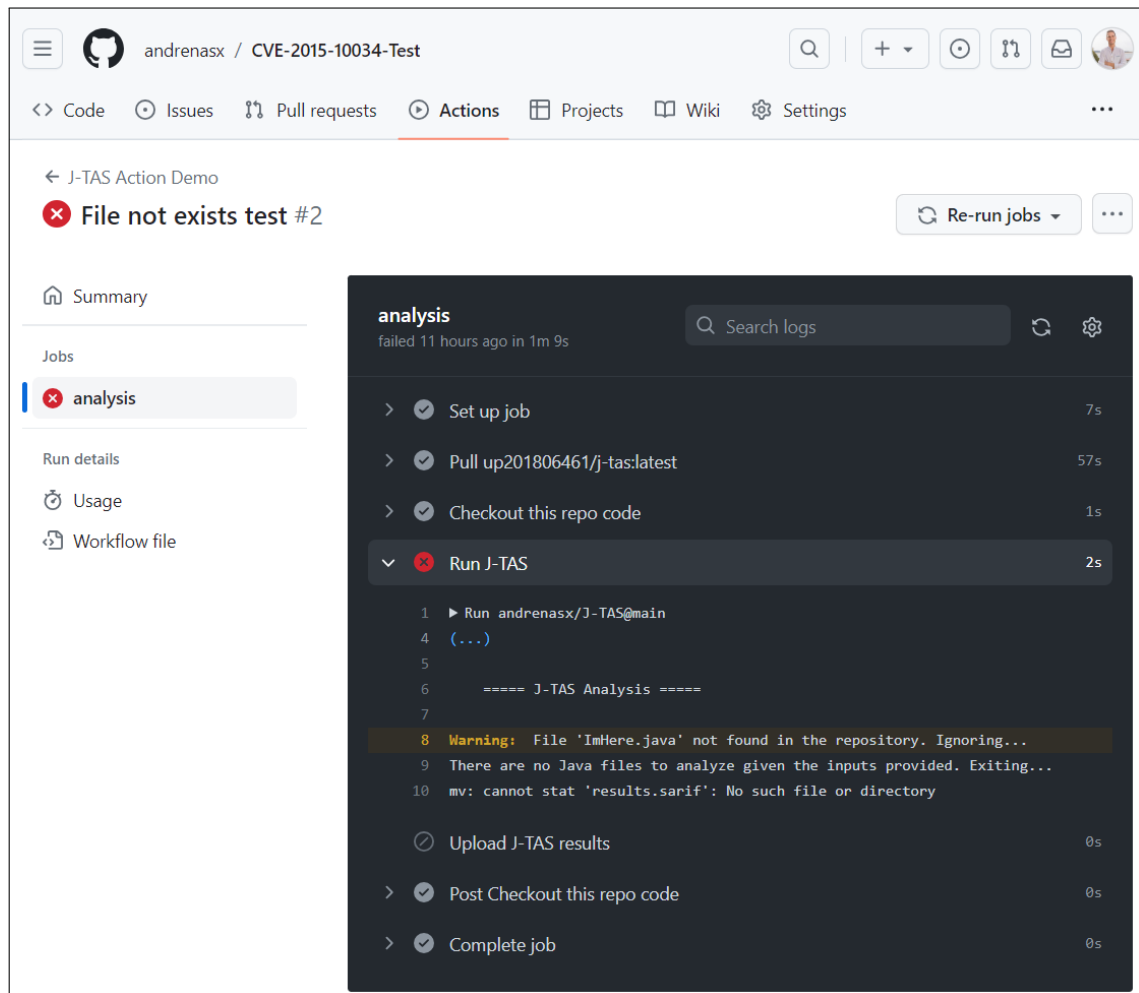 andrenasx / CVE-2015-10034-Test
<> Code Issues Pull requests Actions Projects Wiki Settings ...
← J-TAS Action Demo
File not exists test #2
Re-run jobs
...
Summary
Jobs
analysis
Run details
Usage
Workflow file
analysis
failed 11 hours ago in 1m 9s
Search logs
Set up job 7s
Pull up201806461/j-tas:latest 57s
Checkout this repo code 1s
Run J-TAS 2s
1 ▶ Run andrenasx/J-TAS@main
4 (...)
5
6 ===== J-TAS Analysis =====
7
8 Warning: File 'ImHere.java' not found in the repository. Ignoring...
9 There are no Java files to analyze given the inputs provided. Exiting...
10 mv: cannot stat 'results.sarif': No such file or directory
Upload J-TAS results 0s
Post Checkout this repo code 0s
Complete job 0s